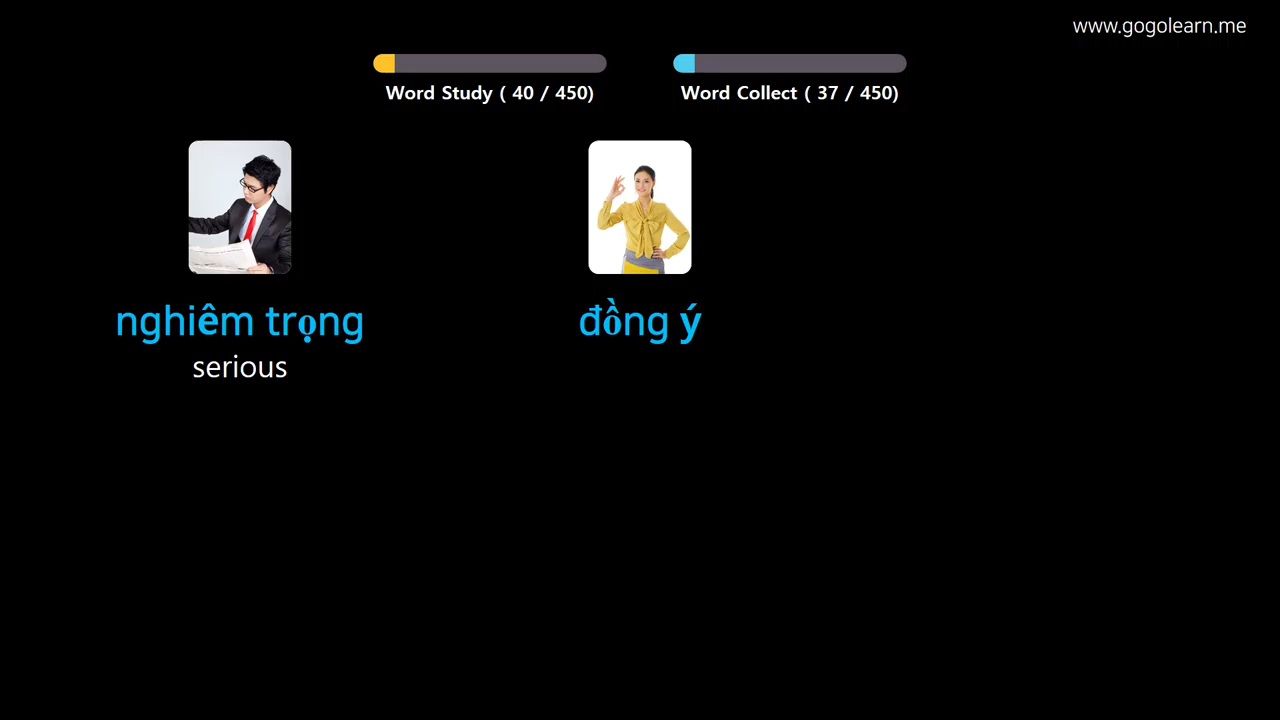 www.gogolearn.me
Word Study ( 40 / 450)
Word Collect ( 37 / 450)
nghiêm trọng
serious
đồng ý